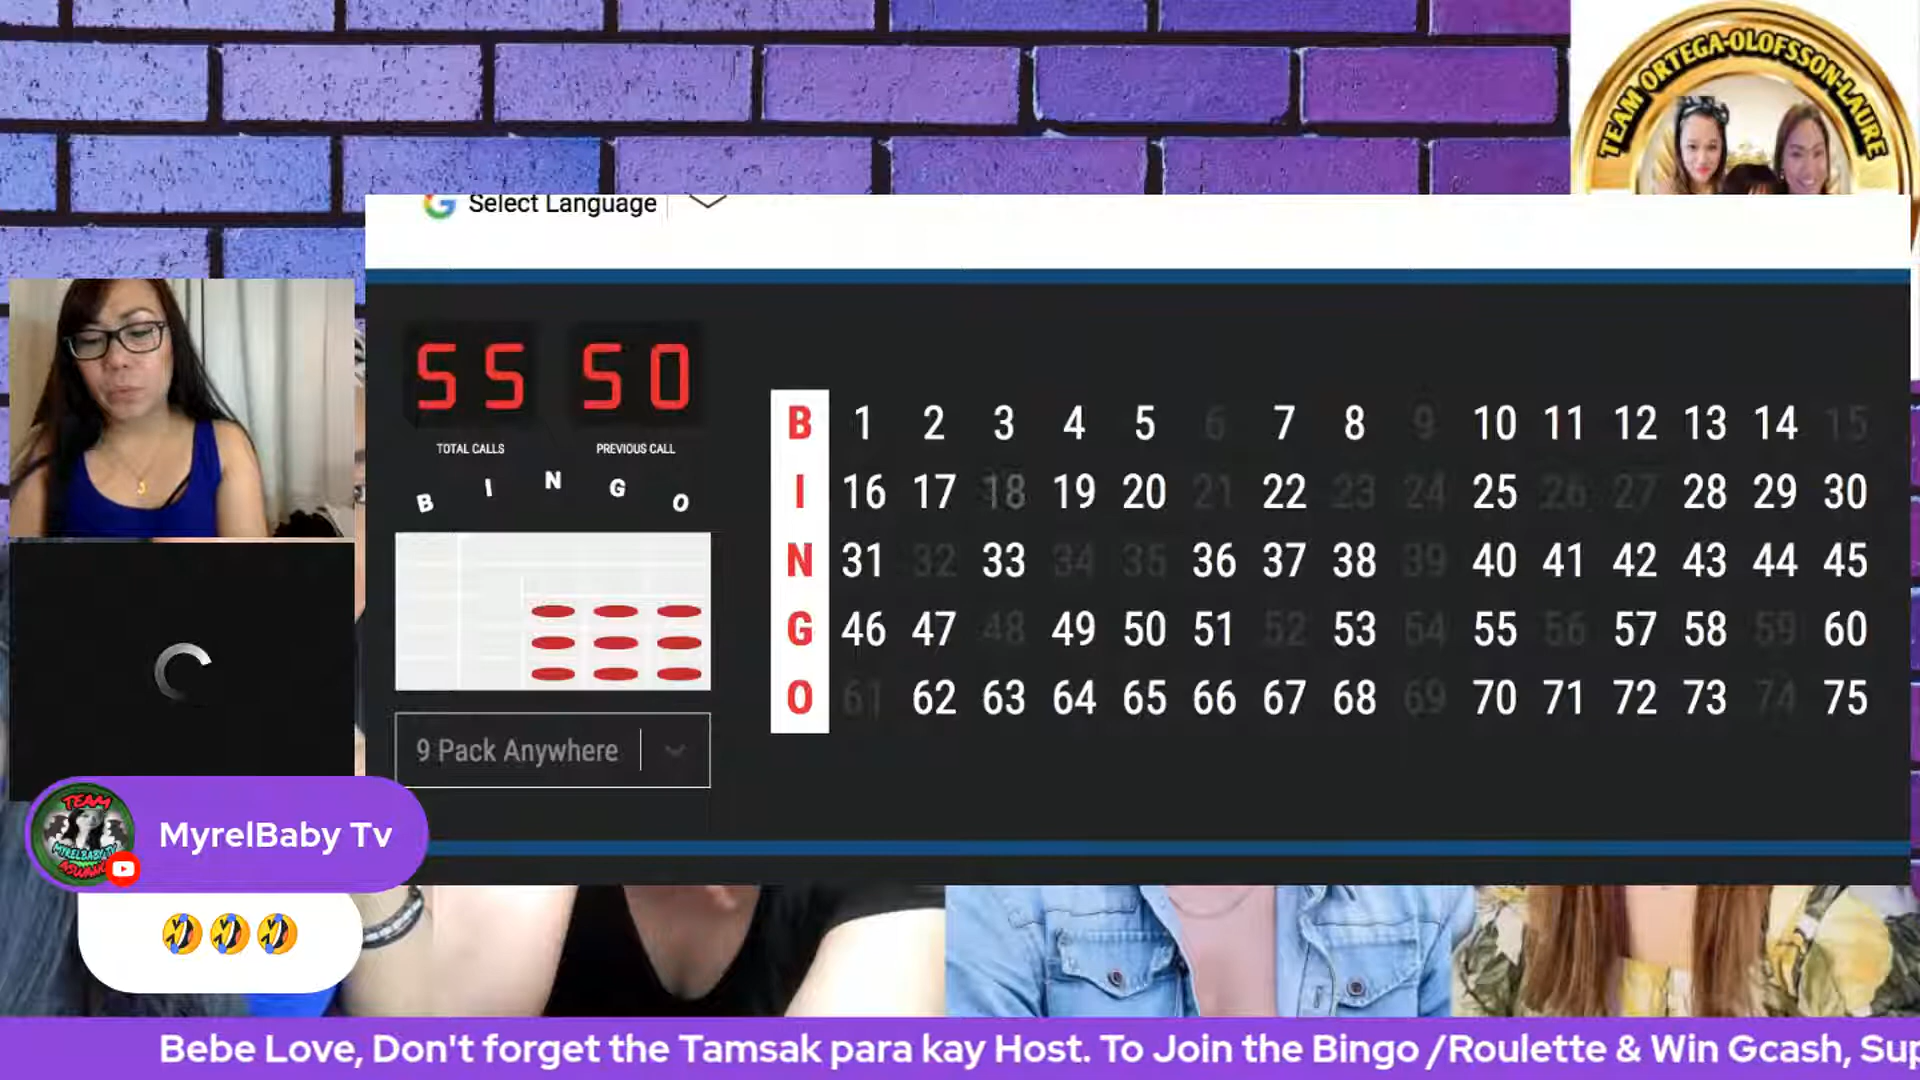 TEAM ORTEGA-OLOFSSON-LAURE
Select Language
55 50
TOTAL CALLS PREVIOUS CALL
B I N G O
B 1 2 3 4 5 6 7 8 9 10 11 12 13 14 15
I 16 17 18 19 20 21 22 23 24 25 26 27 28 29 30
N 31 32 33 34 35 36 37 38 39 40 41 42 43 44 45
G 46 47 48 49 50 51 52 53 54 55 56 57 58 59 60
O 61 62 63 64 65 66 67 68 69 70 71 72 73 74 75
9 Pack Anywhere
TEAM
MYRELBABYTV
ASWANG
MyrelBaby Tv
🤣🤣🤣
Bebe Love, Don't forget the Tamsak para kay Host. To Join the Bingo /Roulette & Win Gcash, Sup